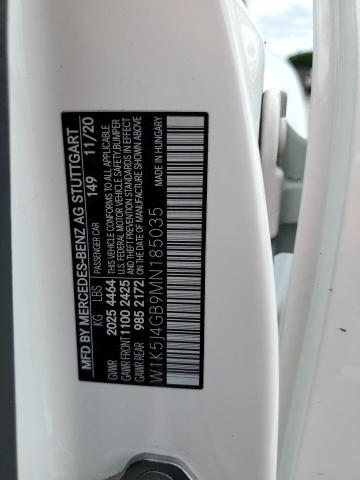 MFD BY MERCEDES-BENZ AG STUTTGART
PASSENGER CAR 149 11/20
KG LBS
GVWR 2025 4464 THIS VEHICLE CONFORMS TO ALL APPLICABLE
GAWR FRONT 1100 2425 U.S. FEDERAL MOTOR VEHICLE SAFETY, BUMPER
AND THEFT PREVENTION STANDARDS IN EFFECT
GAWR REAR 985 2172 ON THE DATE OF MANUFACTURE SHOWN ABOVE
MADE IN HUNGARY
W1K5J4GB9MN185035